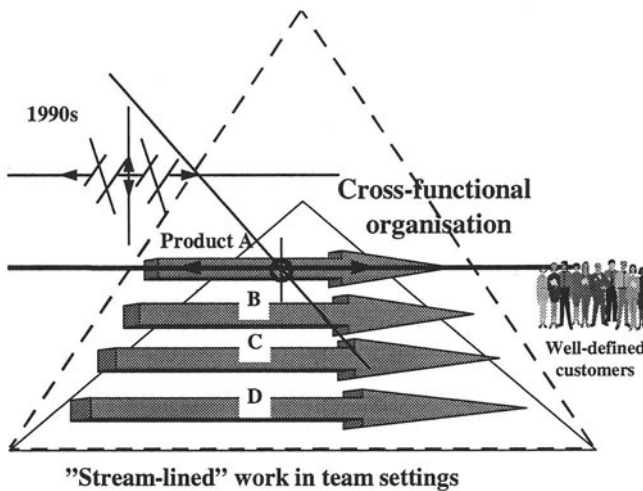 1990s
Cross-functional
organisation
Product A
B
C
D
Well-defined
customers
”Stream-lined” work in team settings